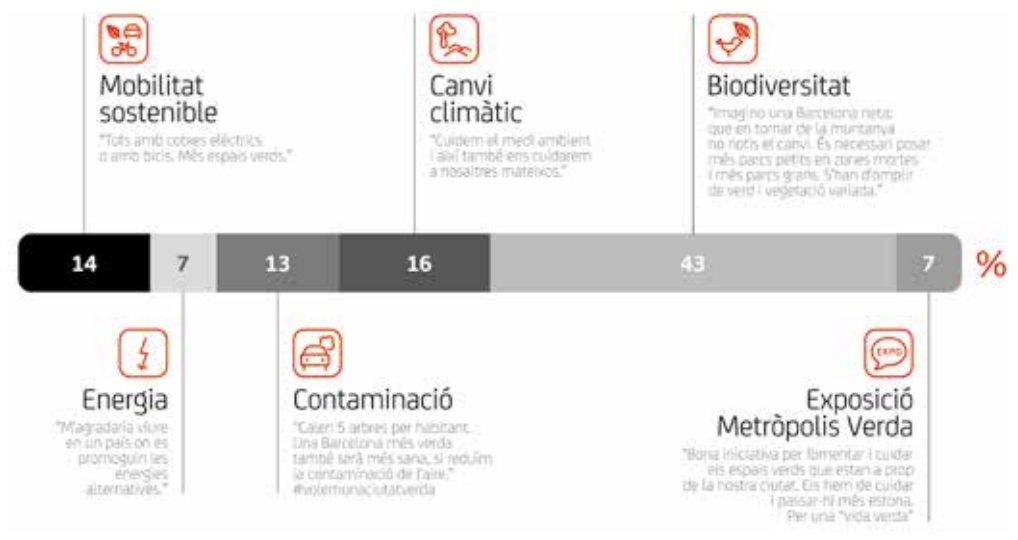 Mobilitat
sostenible
"Tots amb cotxes elèctrics
o amb bicis. Més espais verds."
Canvi
climàtic
"Cuidem el medi ambient
i així també ens cuidarem
a nosaltres mateixos."
Biodiversitat
"Imagino una Barcelona neta:
que en tornar de la muntanya
no notis el canvi. És necessari posar
més parcs petits en zones mortes
i més parcs grans. S'han d'omplir
de verd i vegetació variada."
14
7
13
16
43
7
%
Energia
"M'agradaria viure
en un país on es
promoguin les
energies
alternatives."
Contaminació
"Calen 5 arbres per habitant.
Una Barcelona més verda
també serà més sana, si reduïm
la contaminació de l'aire."
#volemunaciutatverda
EXPO
Exposició
Metròpolis Verda
"Bona iniciativa per fomentar i cuidar
els espais verds que estan a prop
de la nostra ciutat. Els hem de cuidar
i passar-hi més estona.
Per una "vida verda"